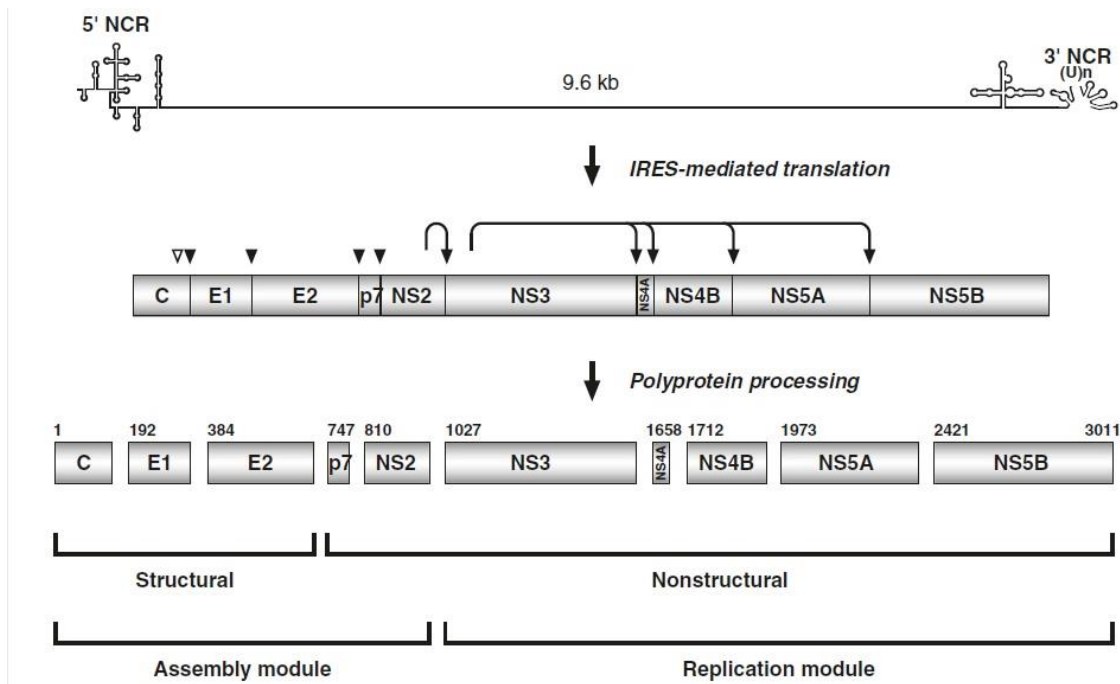 5' NCR
3' NCR
(U)n
9.6 kb
IRES-mediated translation
C E1 E2 p7 NS2 NS3 NS4A NS4B NS5A NS5B
Polyprotein processing
1 192 384 747 810 1027 1658 1712 1973 2421 3011
C E1 E2 p7 NS2 NS3 NS4A NS4B NS5A NS5B
Structural Nonstructural
Assembly module Replication module